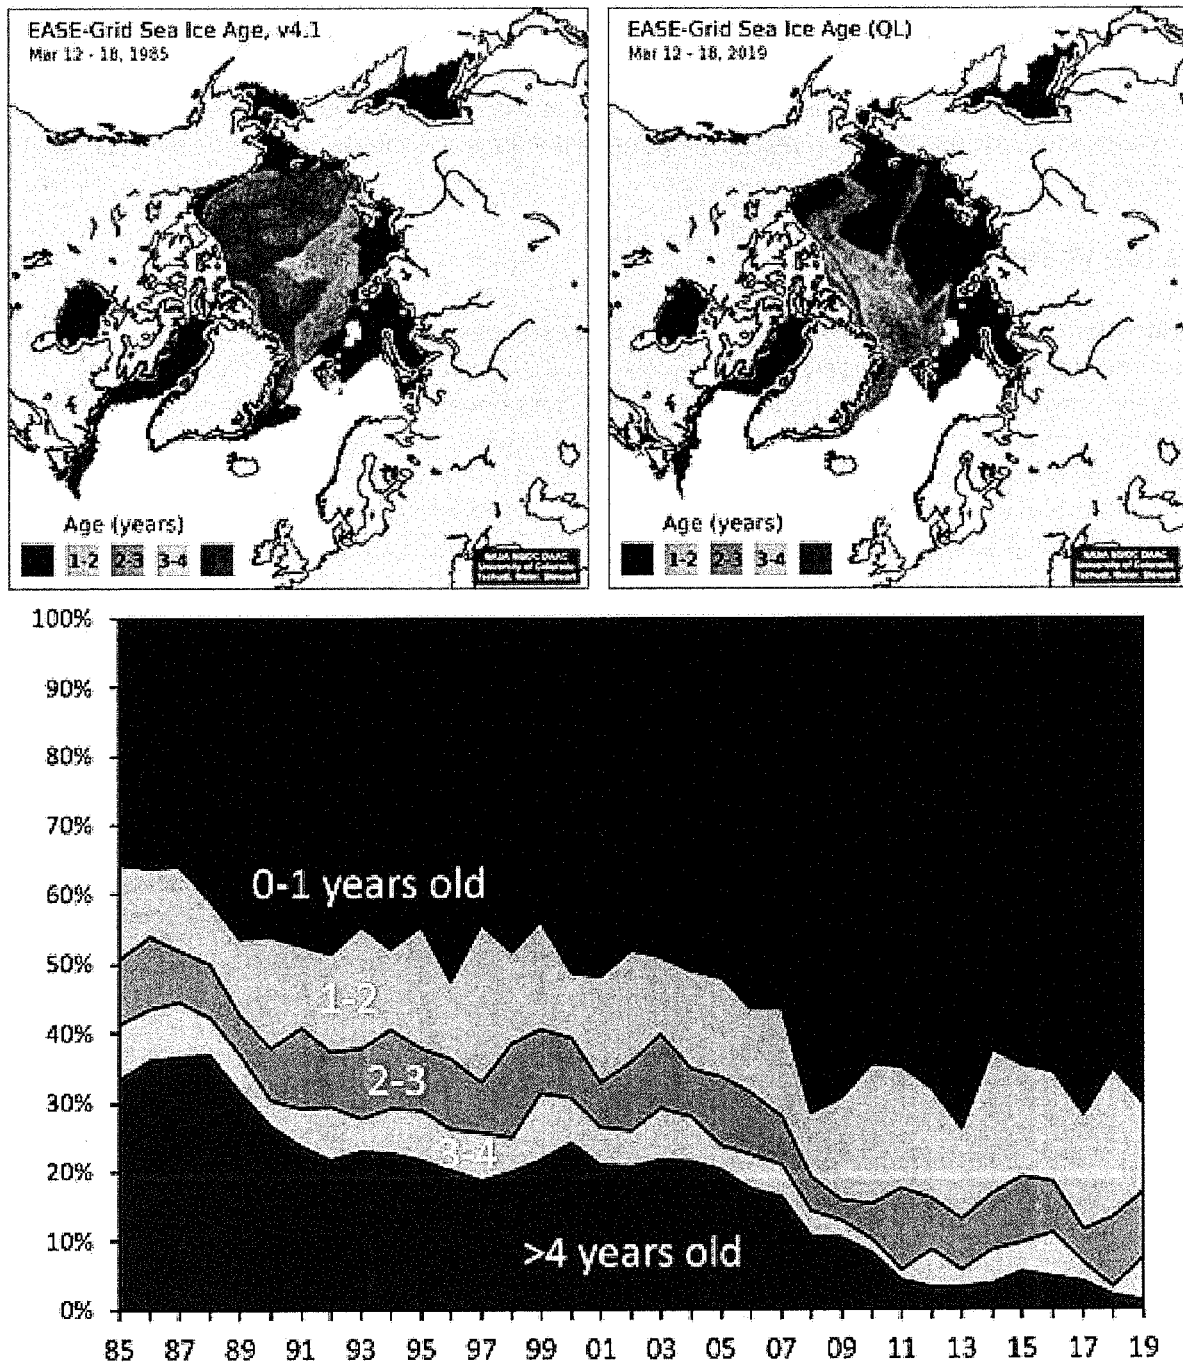 EASE-Grid Sea Ice Age, v4.1
Mar 12 - 18, 1985
Age (years)
1-2 2-3 3-4
EASE-Grid Sea Ice Age (QL)
Mar 12 - 18, 2019
Age (years)
1-2 2-3 3-4
100%
90%
80%
70%
60%
50%
40%
30%
20%
10%
0%
0-1 years old
1-2
2-3
3-4
>4 years old
85 87 89 91 93 95 97 99 01 03 05 07 09 11 13 15 17 19